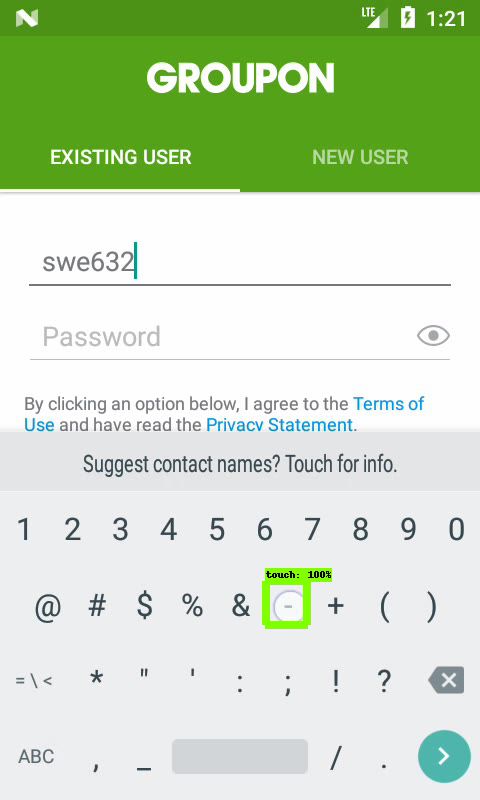 LTE 1:21
GROUPON
EXISTING USER NEW USER
swe632
Password
By clicking an option below, I agree to the Terms of
Use and have read the Privacy Statement.
Suggest contact names? Touch for info.
1 2 3 4 5 6 7 8 9 0
touch: 100%
@ # $ % & - + ( )
= \ < * " ' : ; ! ?
ABC , _ / .